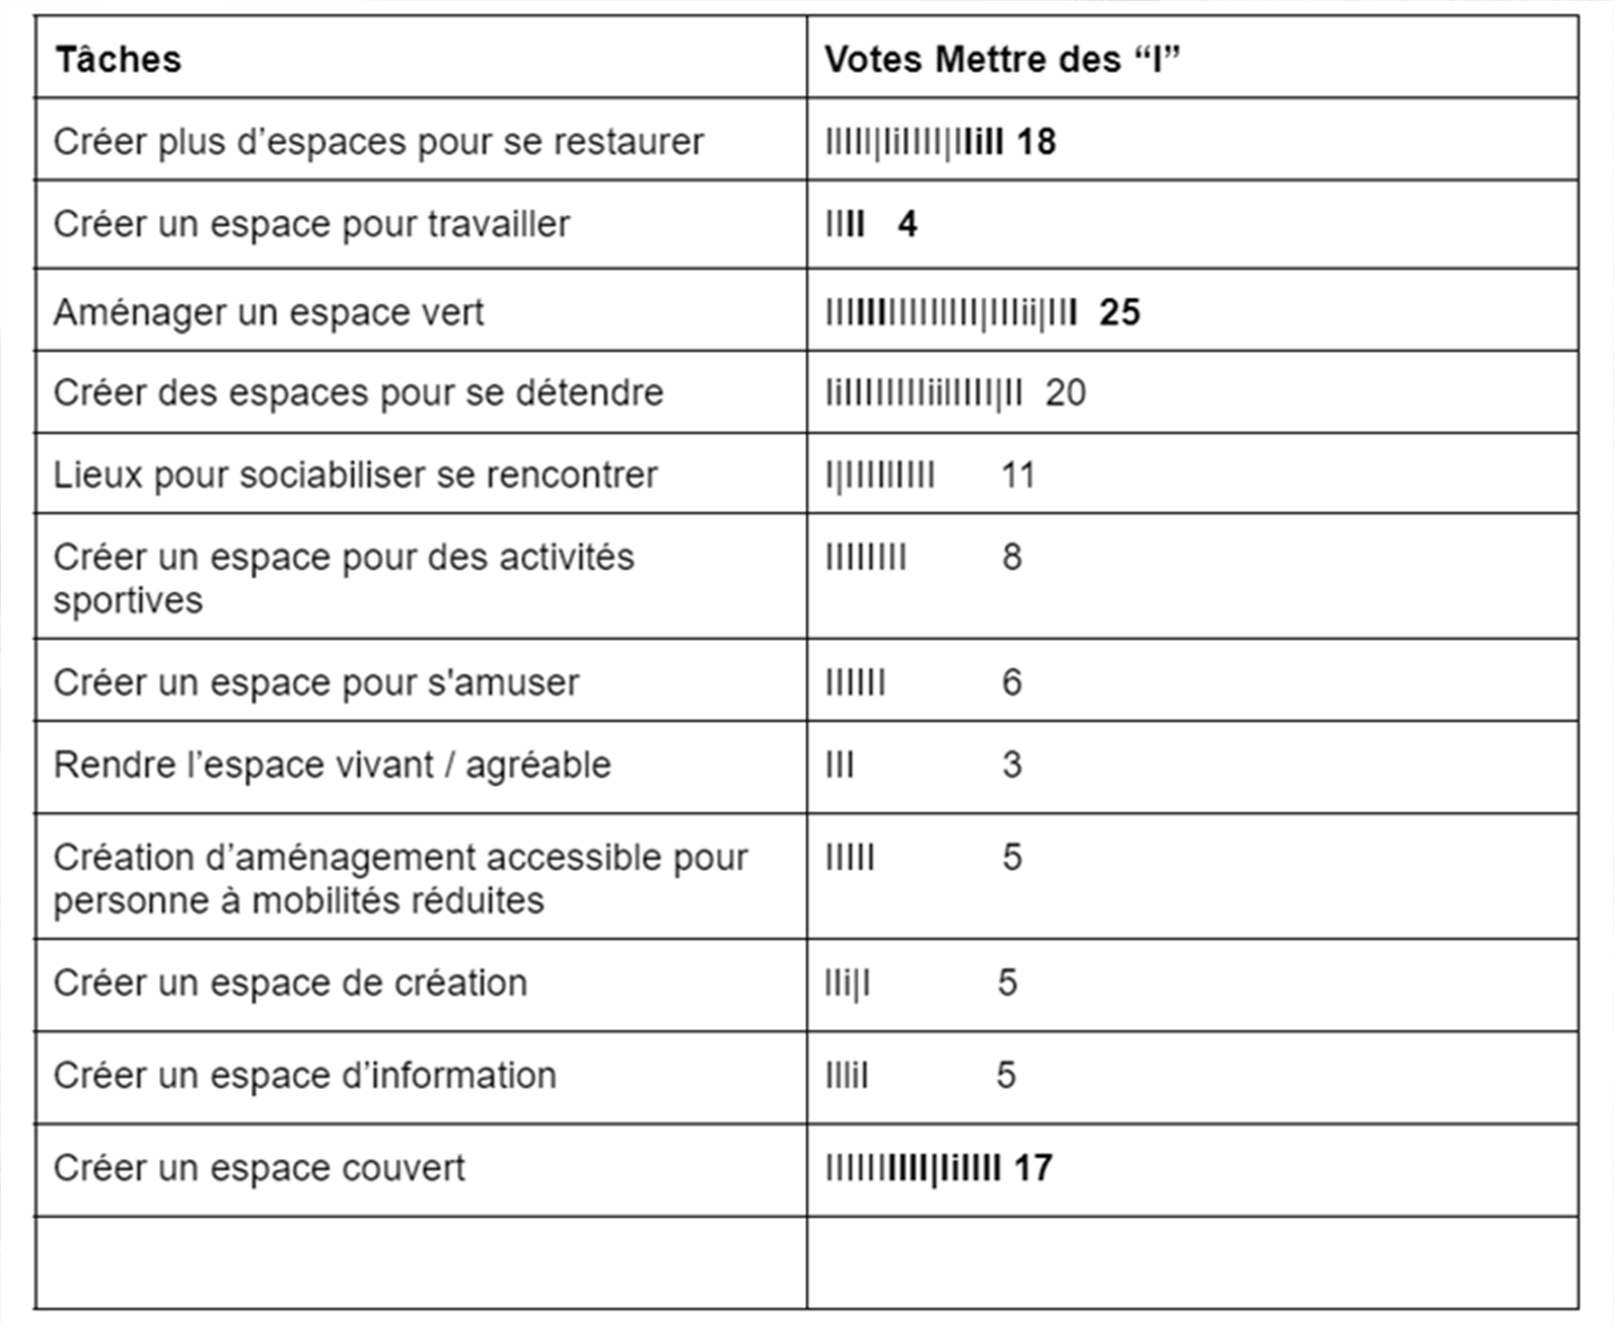 Tâches
Votes Mettre des “I”
Créer plus d’espaces pour se restaurer
IIIII|IiIIIII|IIiII 18
Créer un espace pour travailler
IIII 4
Aménager un espace vert
IIIIIIIIIIIIIIII|IIIii|III 25
Créer des espaces pour se détendre
IiIIIIIIIIiiIIIII|II 20
Lieux pour sociabiliser se rencontrer
I|IIIIIIIII 11
Créer un espace pour des activités
sportives
IIIIIIII 8
Créer un espace pour s'amuser
IIIIII 6
Rendre l’espace vivant / agréable
III 3
Création d’aménagement accessible pour
personne à mobilités réduites
IIIII 5
Créer un espace de création
IIi|I 5
Créer un espace d’information
IIIiI 5
Créer un espace couvert
IIIIIIIIII|IiIIII 17